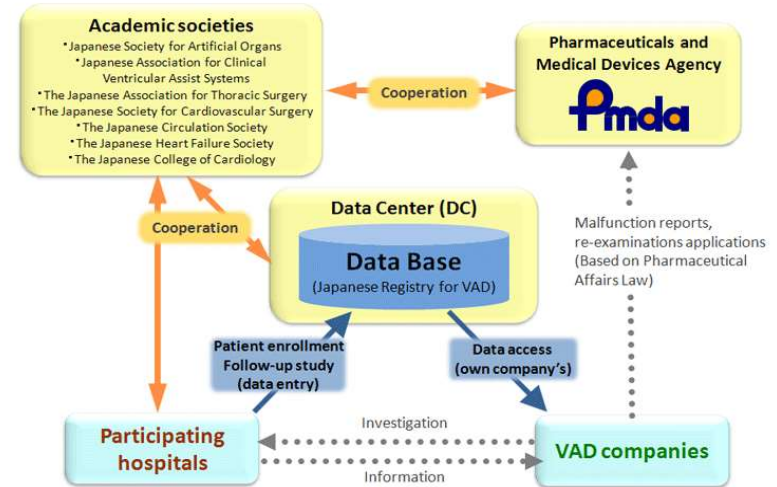 Academic societies
•Japanese Society for Artificial Organs
•Japanese Association for Clinical
Ventricular Assist Systems
•The Japanese Association for Thoracic Surgery
•The Japanese Society for Cardiovascular Surgery
•The Japanese Circulation Society
•The Japanese Heart Failure Society
•The Japanese College of Cardiology
Cooperation
Pharmaceuticals and
Medical Devices Agency
Pmda
Cooperation
Data Center (DC)
Data Base
(Japanese Registry for VAD)
Malfunction reports,
re-examinations applications
(Based on Pharmaceutical
Affairs Law)
Patient enrollment
Follow-up study
(data entry)
Data access
(own company's)
Participating
hospitals
Investigation
Information
VAD companies